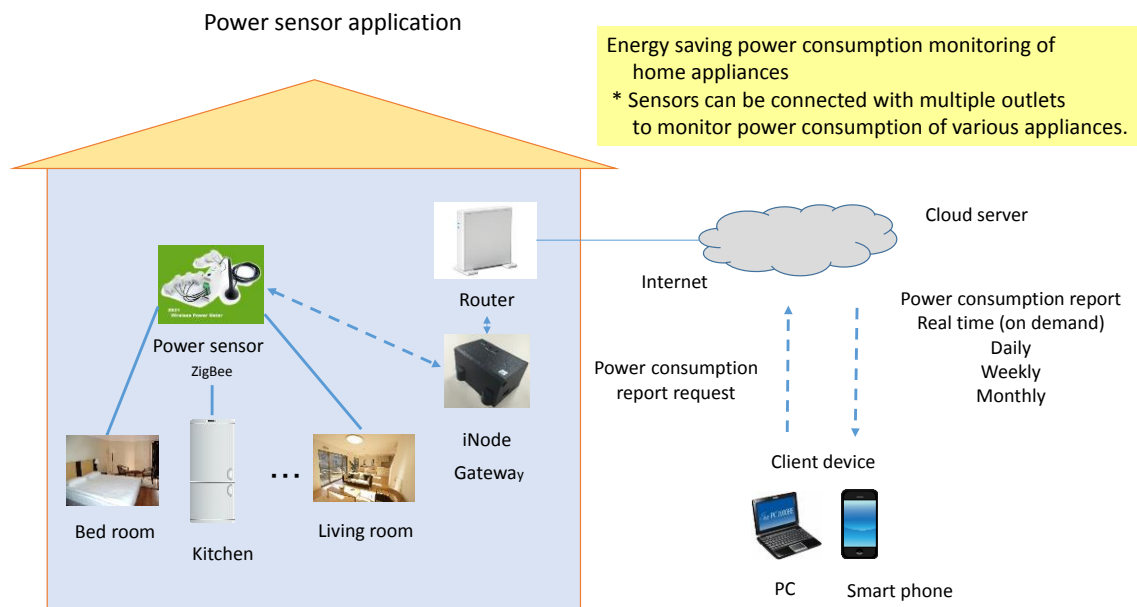 Power sensor application
Energy saving power consumption monitoring of
home appliances
* Sensors can be connected with multiple outlets
to monitor power consumption of various appliances.
Cloud server
Internet
Router
Wireless Power Meter
Power sensor
ZigBee
Power consumption report
Real time (on demand)
Daily
Weekly
Monthly
Power consumption
report request
iNode
Gateway
...
Bed room
Kitchen
Living room
Client device
PC
Smart phone